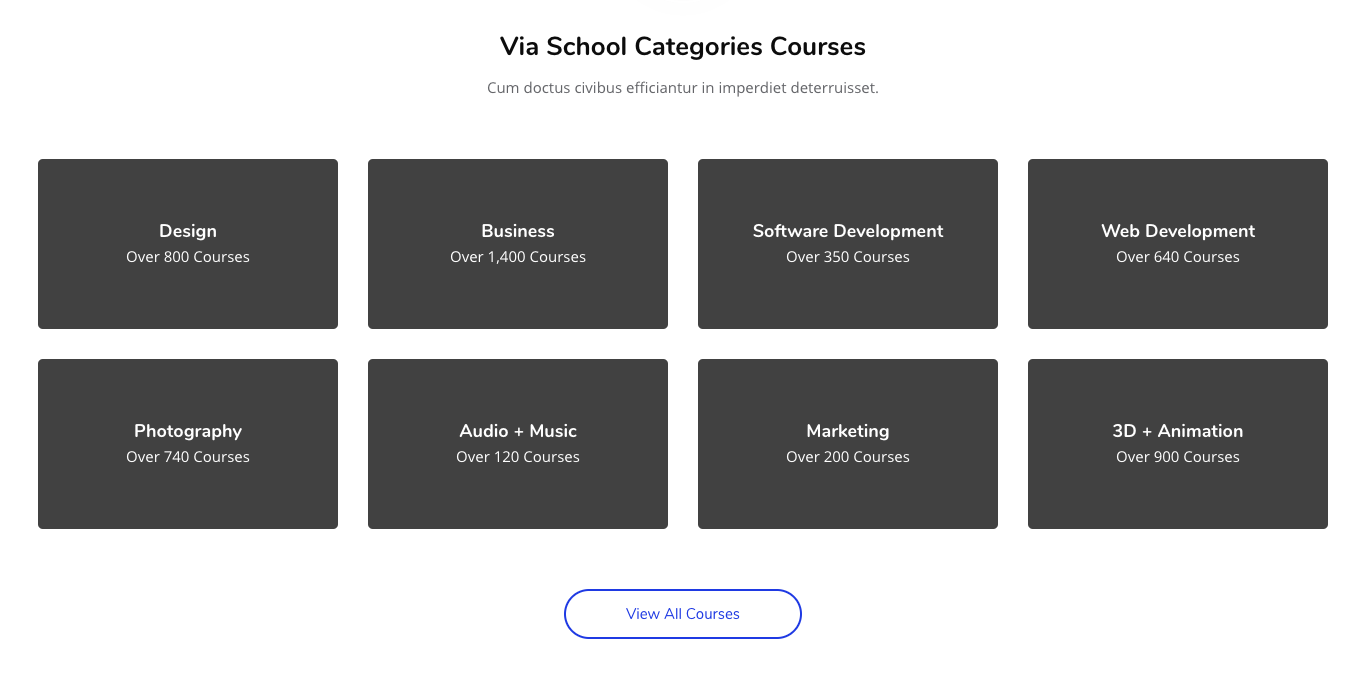 Via School Categories Courses
Cum doctus civibus efficiantur in imperdiet deterruisset.
Design
Over 800 Courses
Business
Over 1,400 Courses
Software Development
Over 350 Courses
Web Development
Over 640 Courses
Photography
Over 740 Courses
Audio + Music
Over 120 Courses
Marketing
Over 200 Courses
3D + Animation
Over 900 Courses
View All Courses